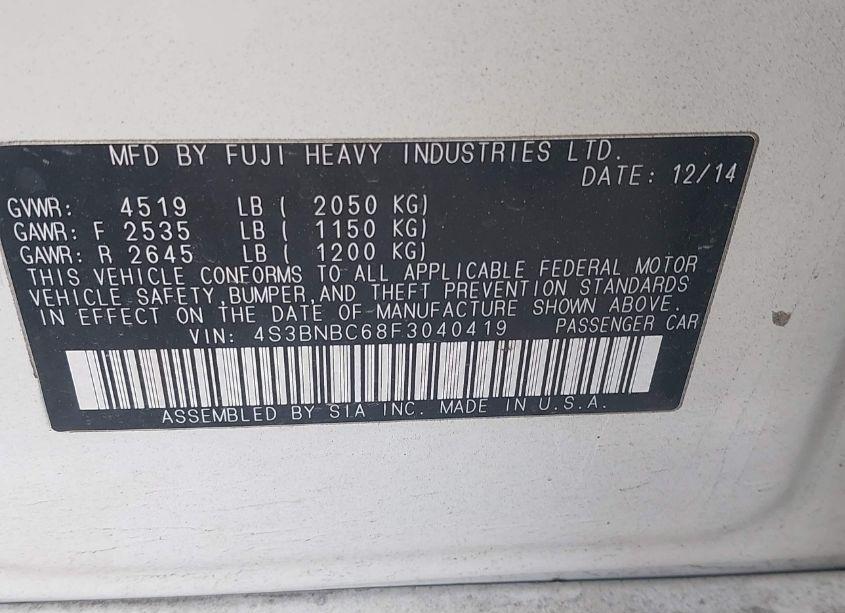 MFD BY FUJI HEAVY INDUSTRIES LTD.
DATE: 12/14
GVWR: 4519 LB ( 2050 KG)
GAWR: F 2535 LB ( 1150 KG)
GAWR: R 2645 LB ( 1200 KG)
THIS VEHICLE CONFORMS TO ALL APPLICABLE FEDERAL MOTOR
VEHICLE SAFETY,BUMPER,AND THEFT PREVENTION STANDARDS
IN EFFECT ON THE DATE OF MANUFACTURE SHOWN ABOVE.
VIN: 4S3BNBC68F3040419 PASSENGER CAR
ASSEMBLED BY SIA INC. MADE IN U.S.A.